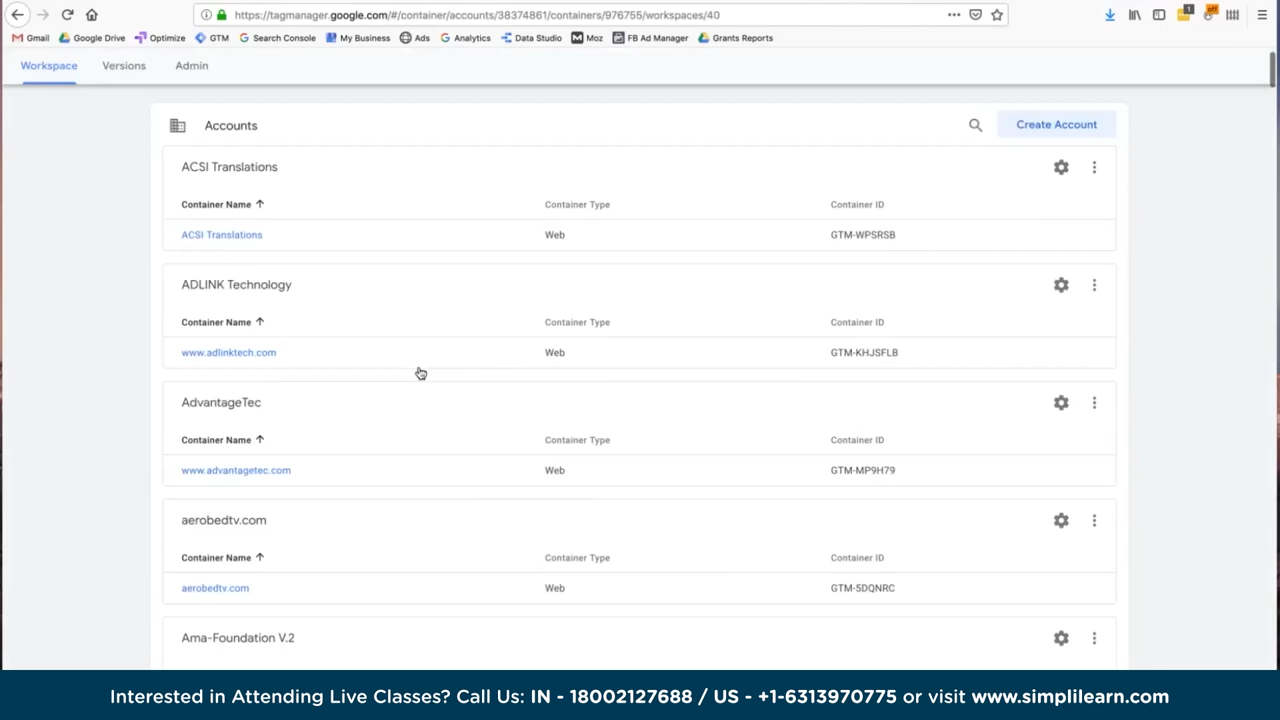 https://tagmanager.google.com/#/container/accounts/38374861/containers/976755/workspaces/40
Gmail Google Drive Optimize GTM Search Console My Business Ads Analytics Data Studio Moz FB Ad Manager Grants Reports
Workspace Versions Admin
Accounts Create Account
ACSI Translations
Container Name Container Type Container ID
ACSI Translations Web GTM-WPSRSB
ADLINK Technology
Container Name Container Type Container ID
www.adlinktech.com Web GTM-KHJSFLB
AdvantageTec
Container Name Container Type Container ID
www.advantagetec.com Web GTM-MP9H79
aerobedtv.com
Container Name Container Type Container ID
aerobedtv.com Web GTM-5DQNRC
Ama-Foundation V.2
Interested in Attending Live Classes? Call Us: IN - 18002127688 / US - +1-6313970775 or visit www.simplilearn.com